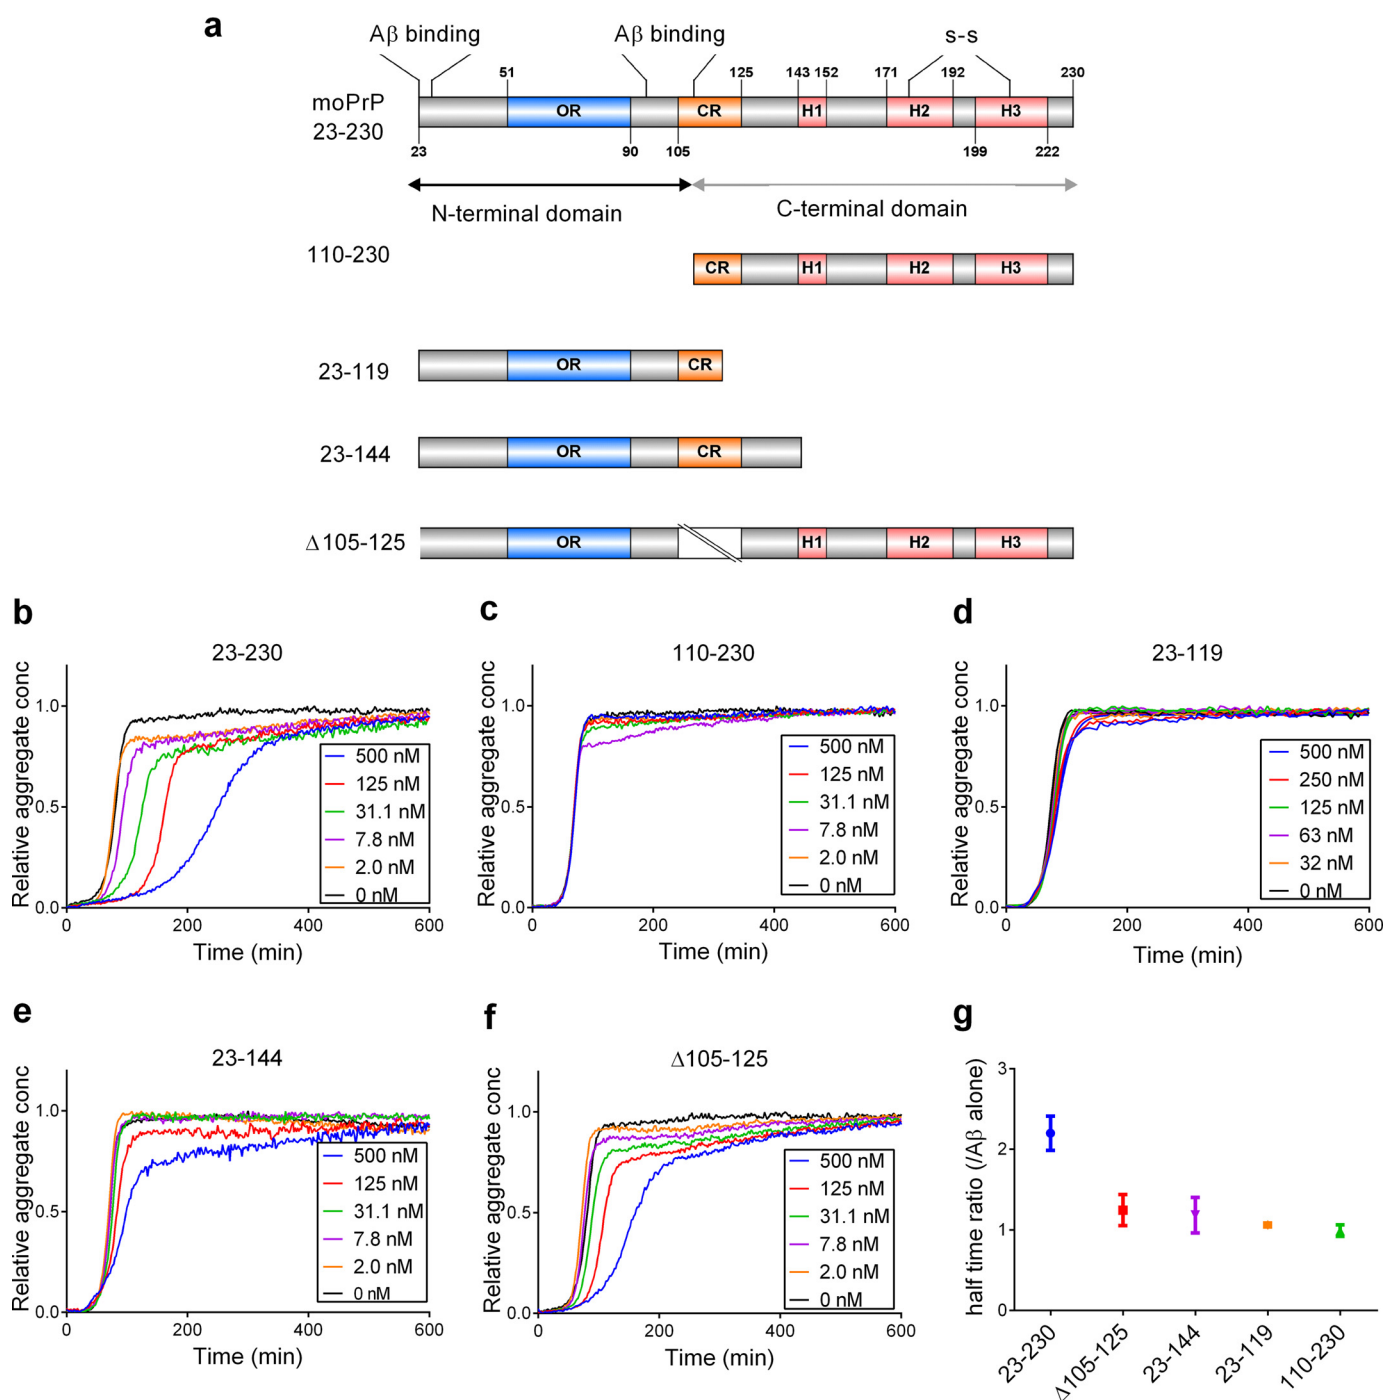 a
Aβ binding
Aβ binding
s-s
51
125
143
152
171
192
230
moPrP
23-230
OR
CR
H1
H2
H3
23
90
105
199
222
N-terminal domain
C-terminal domain
110-230
CR
H1
H2
H3
23-119
OR
CR
23-144
OR
CR
Δ105-125
OR
H1
H2
H3
b
23-230
Relative aggregate conc
1.0
0.5
0.0
500 nM
125 nM
31.1 nM
7.8 nM
2.0 nM
0 nM
0
200
400
600
Time (min)
c
110-230
Relative aggregate conc
1.0
0.5
0.0
500 nM
125 nM
31.1 nM
7.8 nM
2.0 nM
0 nM
0
200
400
600
Time (min)
d
23-119
Relative aggregate conc
1.0
0.5
0.0
500 nM
250 nM
125 nM
63 nM
32 nM
0 nM
0
200
400
600
Time (min)
e
23-144
Relative aggregate conc
1.0
0.5
0.0
500 nM
125 nM
31.1 nM
7.8 nM
2.0 nM
0 nM
0
200
400
600
Time (min)
f
Δ105-125
Relative aggregate conc
1.0
0.5
0.0
500 nM
125 nM
31.1 nM
7.8 nM
2.0 nM
0 nM
0
200
400
600
Time (min)
g
half time ratio (/Aβ alone)
3
2
1
0
23-230
Δ105-125
23-144
23-119
110-230